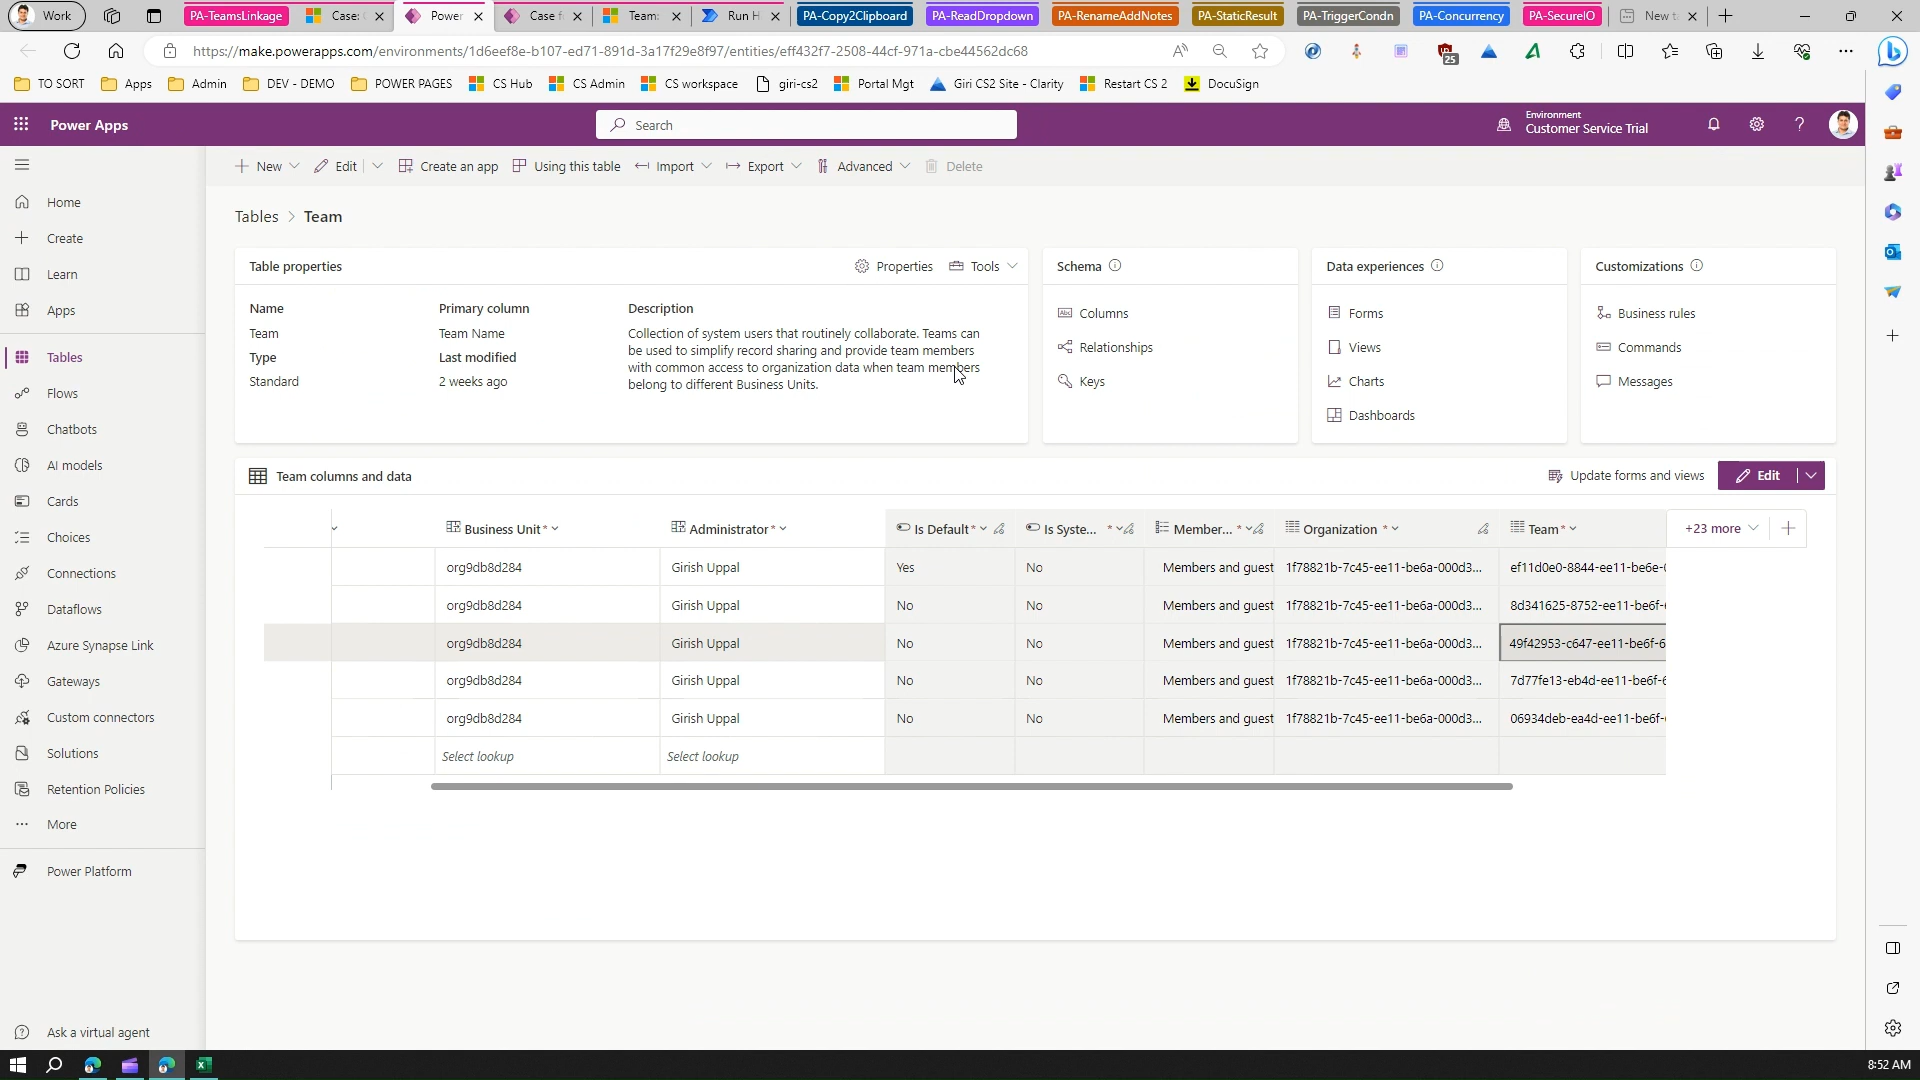 Work
PA-TeamsLinkage
Case:
Power
Case f
Team:
Run H
PA-Copy2Clipboard
PA-ReadDropdown
PA-RenameAddNotes
PA-StaticResult
PA-TriggerCondn
PA-Concurrency
PA-SecureIO
New t
https://make.powerapps.com/environments/1d6eef8e-b107-ed71-891d-3a17f29e8f97/entities/eff432f7-2508-44cf-971a-cbe44562dc68
25
TO SORT
Apps
Admin
DEV - DEMO
POWER PAGES
CS Hub
CS Admin
CS workspace
giri-cs2
Portal Mgt
Giri CS2 Site - Clarity
Restart CS 2
DocuSign
Power Apps
Search
Environment
Customer Service Trial
New
Edit
Create an app
Using this table
Import
Export
Advanced
Delete
Home
Create
Learn
Apps
Tables
Flows
Chatbots
AI models
Cards
Choices
Connections
Dataflows
Azure Synapse Link
Gateways
Custom connectors
Solutions
Retention Policies
More
Power Platform
Ask a virtual agent
Tables > Team
Table properties
Properties
Tools
Name
Team
Type
Standard
Primary column
Team Name
Last modified
2 weeks ago
Description
Collection of system users that routinely collaborate. Teams can
be used to simplify record sharing and provide team members
with common access to organization data when team members
belong to different Business Units.
Schema
Columns
Relationships
Keys
Data experiences
Forms
Views
Charts
Dashboards
Customizations
Business rules
Commands
Messages
Team columns and data
Update forms and views
Edit
Business Unit * Administrator * Is Default * Is Syste... * Member... * Organization * Team * +23 more
org9db8d284 Girish Uppal Yes No Members and guest 1f78821b-7c45-ee11-be6a-000d3... ef11d0e0-8844-ee11-be6e-
org9db8d284 Girish Uppal No No Members and guest 1f78821b-7c45-ee11-be6a-000d3... 8d341625-8752-ee11-be6f-
org9db8d284 Girish Uppal No No Members and guest 1f78821b-7c45-ee11-be6a-000d3... 49f42953-c647-ee11-be6f-6
org9db8d284 Girish Uppal No No Members and guest 1f78821b-7c45-ee11-be6a-000d3... 7d77fe13-eb4d-ee11-be6f-6
org9db8d284 Girish Uppal No No Members and guest 1f78821b-7c45-ee11-be6a-000d3... 06934deb-ea4d-ee11-be6f-
Select lookup Select lookup
8:52 AM